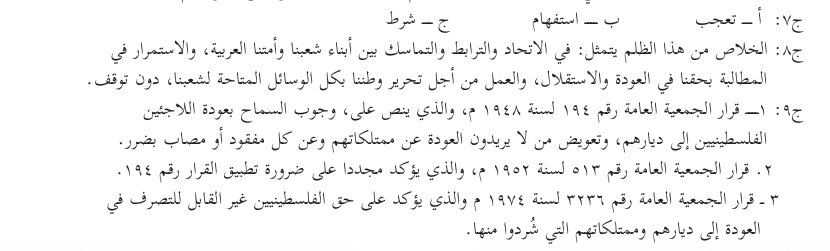 ج٧: أ ـــ تعجب ب ـــ استفهام ج ـــ شرط
ج٨: الخلاص من هذا الظلم يتمثل: في الاتحاد والترابط والتماسك بين أبناء شعبنا وأمتنا العربية، والاستمرار في
المطالبة بحقنا في العودة والاستقلال، والعمل من أجل تحرير وطننا بكل الوسائل المتاحة لشعبنا، دون توقف.
ج٩: ١ـــ قرار الجمعية العامة رقم ١٩٤ لسنة ١٩٤٨ م، والذي ينص على، وجوب السماح بعودة اللاجئين
الفلسطينيين إلى ديارهم، وتعويض من لا يريدون العودة عن ممتلكاتهم وعن كل مفقود أو مصاب بضرر.
٢. قرار الجمعية العامة رقم ٥١٣ لسنة ١٩٥٢ م، والذي يؤكد مجددا على ضرورة تطبيق القرار رقم ١٩٤.
٣ ـ قرار الجمعية العامة رقم ٣٢٣٦ لسنة ١٩٧٤ م والذي يؤكد على حق الفلسطينيين غير القابل للتصرف في
العودة إلى ديارهم وممتلكاتهم التي شُردوا منها.